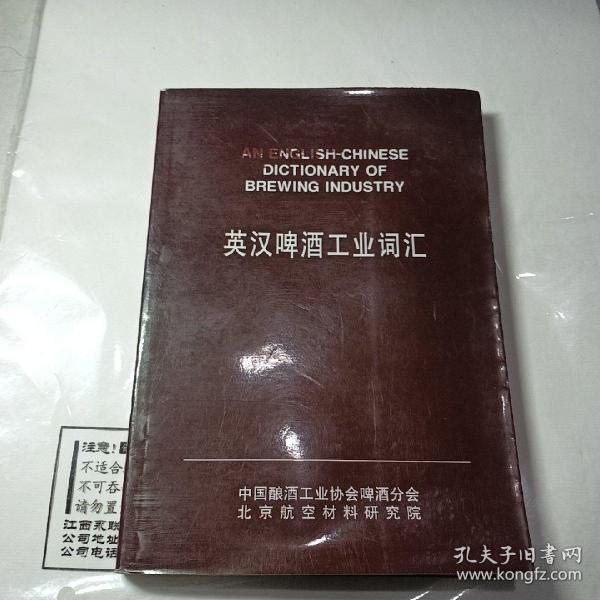 AN ENGLISH-CHINESE
DICTIONARY OF
BREWING INDUSTRY
英汉啤酒工业词汇
中国酿酒工业协会啤酒分会
北京航空材料研究院
注意!
不适合
不可吞
请勿置
江西禾联
公司地址
公司电话
孔夫子旧书网
www.kongfz.com